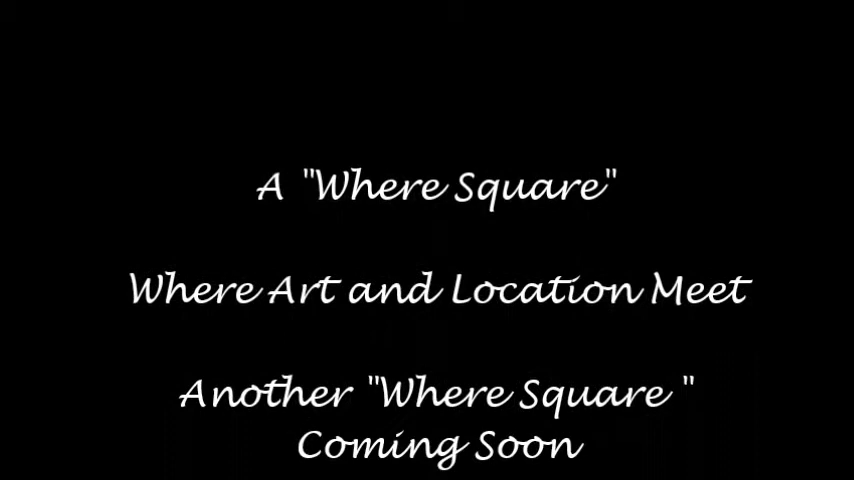 A "Where Square"
Where Art and Location Meet
Another "Where Square "
Coming Soon